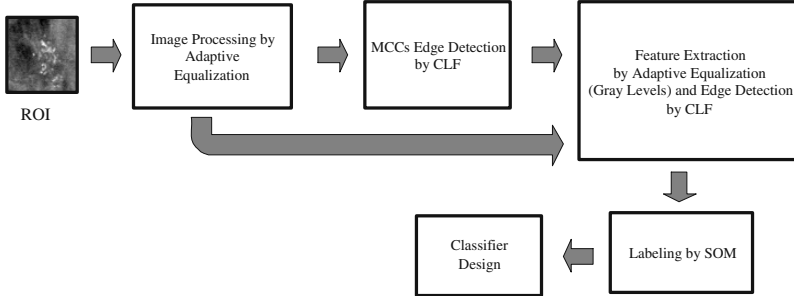 ROI
Image Processing by
Adaptive
Equalization
MCCs Edge Detection
by CLF
Feature Extraction
by Adaptive Equalization
(Gray Levels) and Edge Detection
by CLF
Labeling by SOM
Classifier
Design